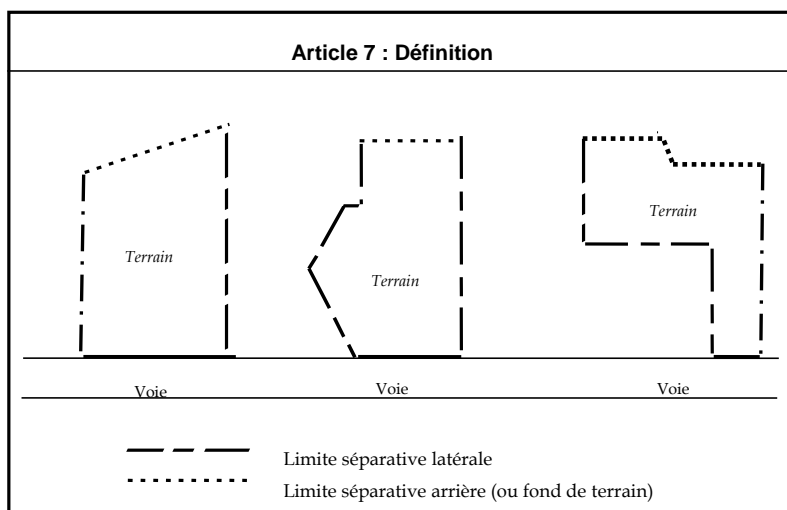 Article 7 : Définition
Terrain
Terrain
Terrain
Voie
Voie
Voie
Limite séparative latérale
Limite séparative arrière (ou fond de terrain)